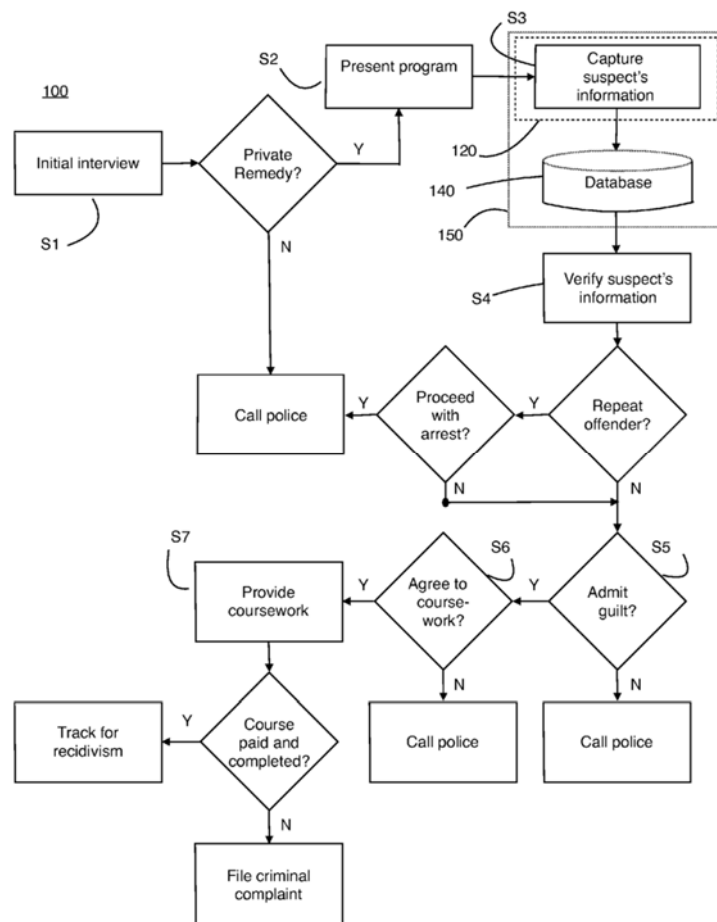 100
Initial interview
S1
Private
Remedy?
Y
N
S2
Present program
S3
Capture
suspect's
information
120
140
Database
150
S4
Verify suspect's
information
Repeat
offender?
Y
N
Proceed
with
arrest?
Y
N
Call police
S5
Admit
guilt?
Y
N
Call police
S6
Agree to
course-
work?
Y
N
Call police
S7
Provide
coursework
Course
paid and
completed?
Y
N
Track for
recidivism
File criminal
complaint